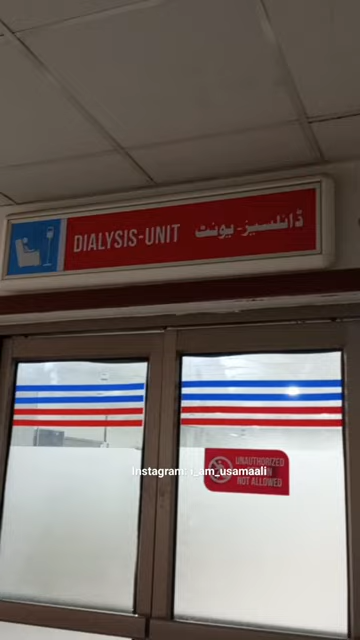 DIALYSIS-UNIT ڈائلسیز-یونٹ
UNAUTHORIZED
NOT ALLOWED
Instagram: i_am_usamaali